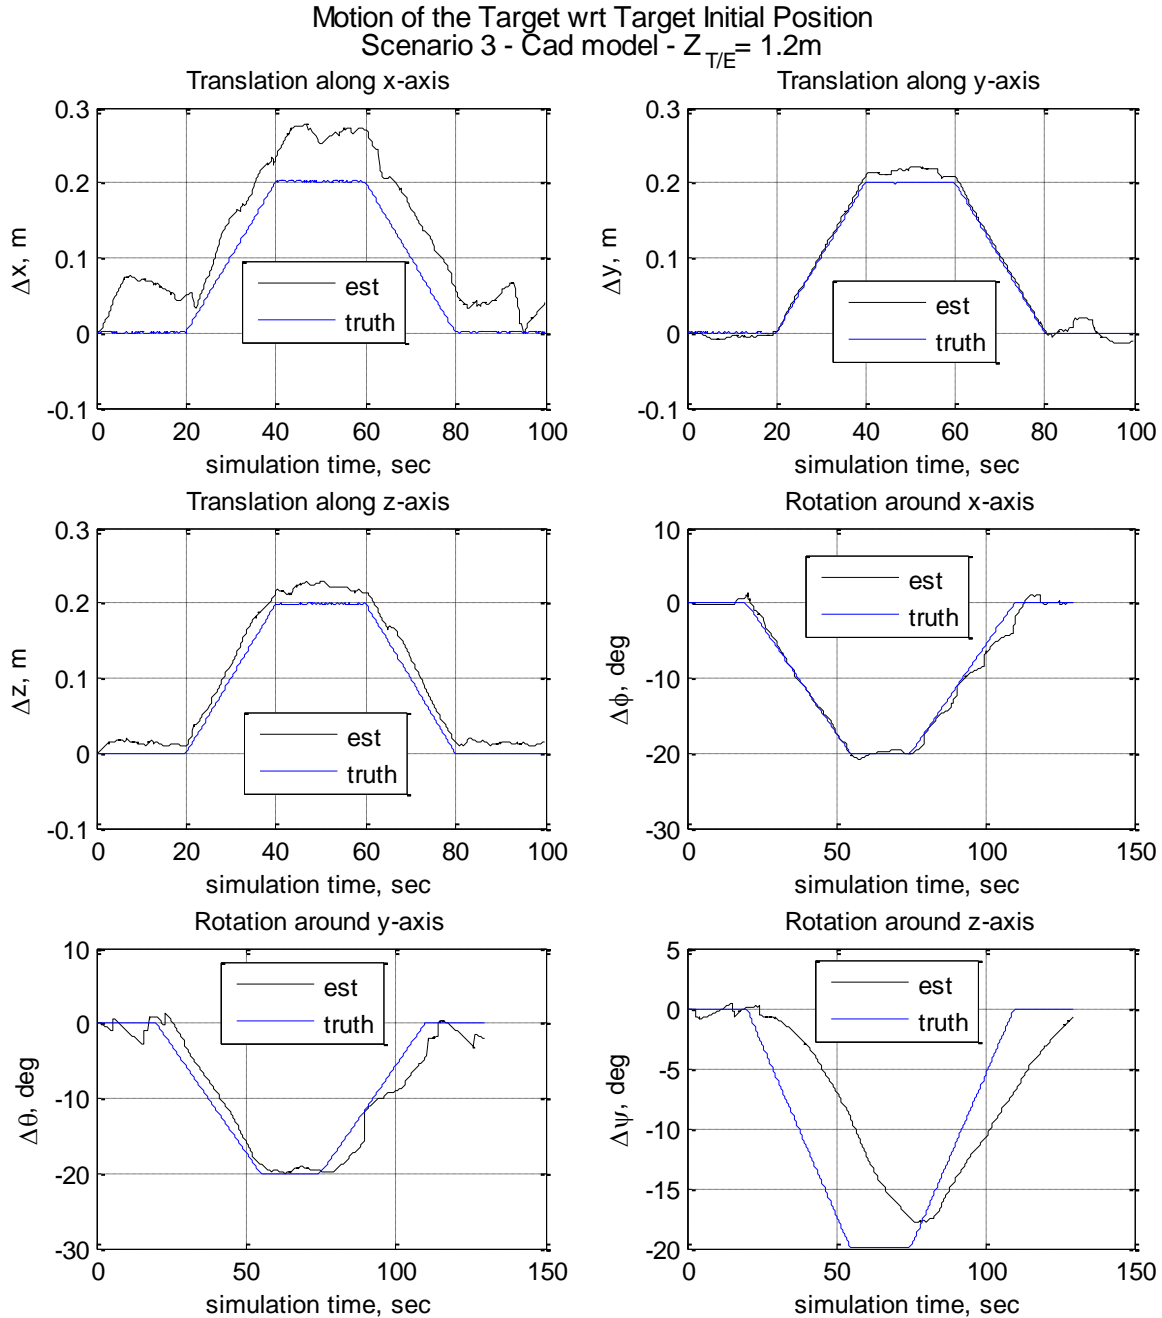 Motion of the Target wrt Target Initial Position
Scenario 3 - Cad model - Z_T/E= 1.2m
Translation along x-axis
0.3
0.2
0.1
0
-0.1
Δx, m
est
truth
0 20 40 60 80 100
simulation time, sec
Translation along y-axis
0.3
0.2
0.1
0
-0.1
Δy, m
est
truth
0 20 40 60 80 100
simulation time, sec
Translation along z-axis
0.3
0.2
0.1
0
-0.1
Δz, m
est
truth
0 20 40 60 80 100
simulation time, sec
Rotation around x-axis
10
0
-10
-20
-30
Δϕ, deg
est
truth
0 50 100 150
simulation time, sec
Rotation around y-axis
10
0
-10
-20
-30
Δθ, deg
est
truth
0 50 100 150
simulation time, sec
Rotation around z-axis
5
0
-5
-10
-15
-20
Δψ, deg
est
truth
0 50 100 150
simulation time, sec